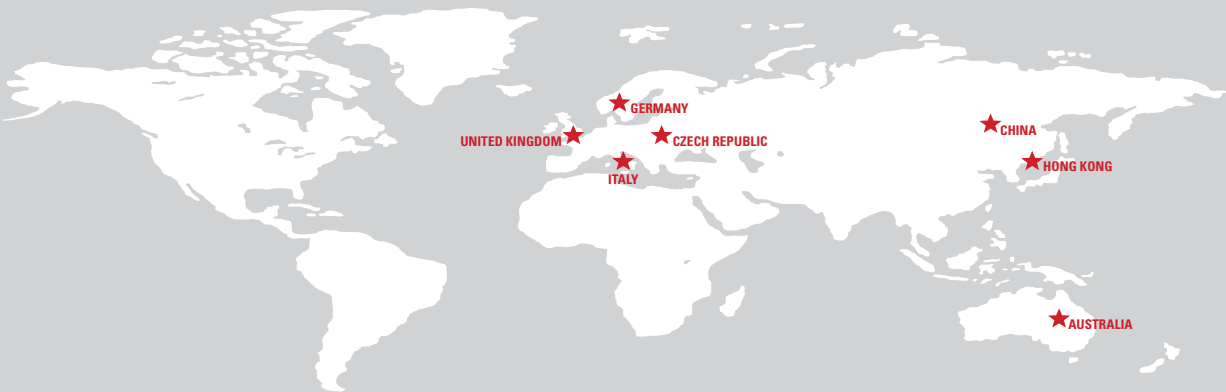 GERMANY
UNITED KINGDOM
CZECH REPUBLIC
ITALY
CHINA
HONG KONG
AUSTRALIA